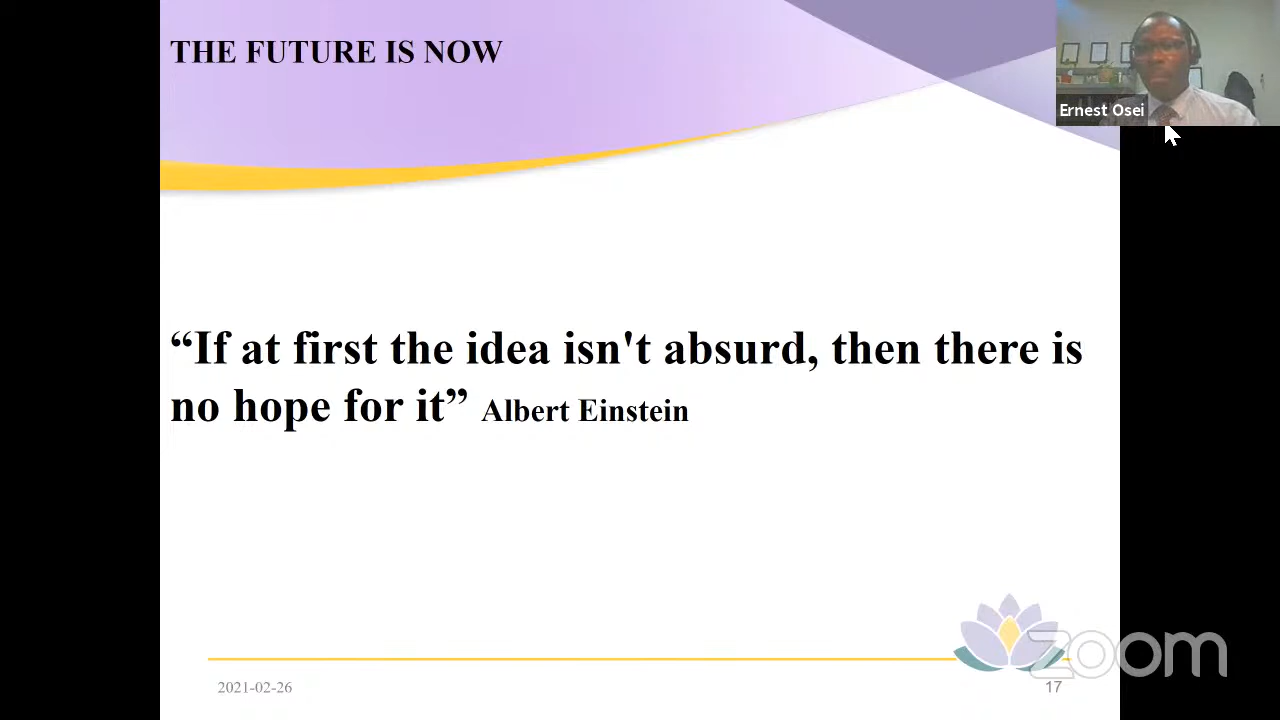 THE FUTURE IS NOW
Ernest Osei
“If at first the idea isn't absurd, then there is
no hope for it” Albert Einstein
zoom
2021-02-26
17